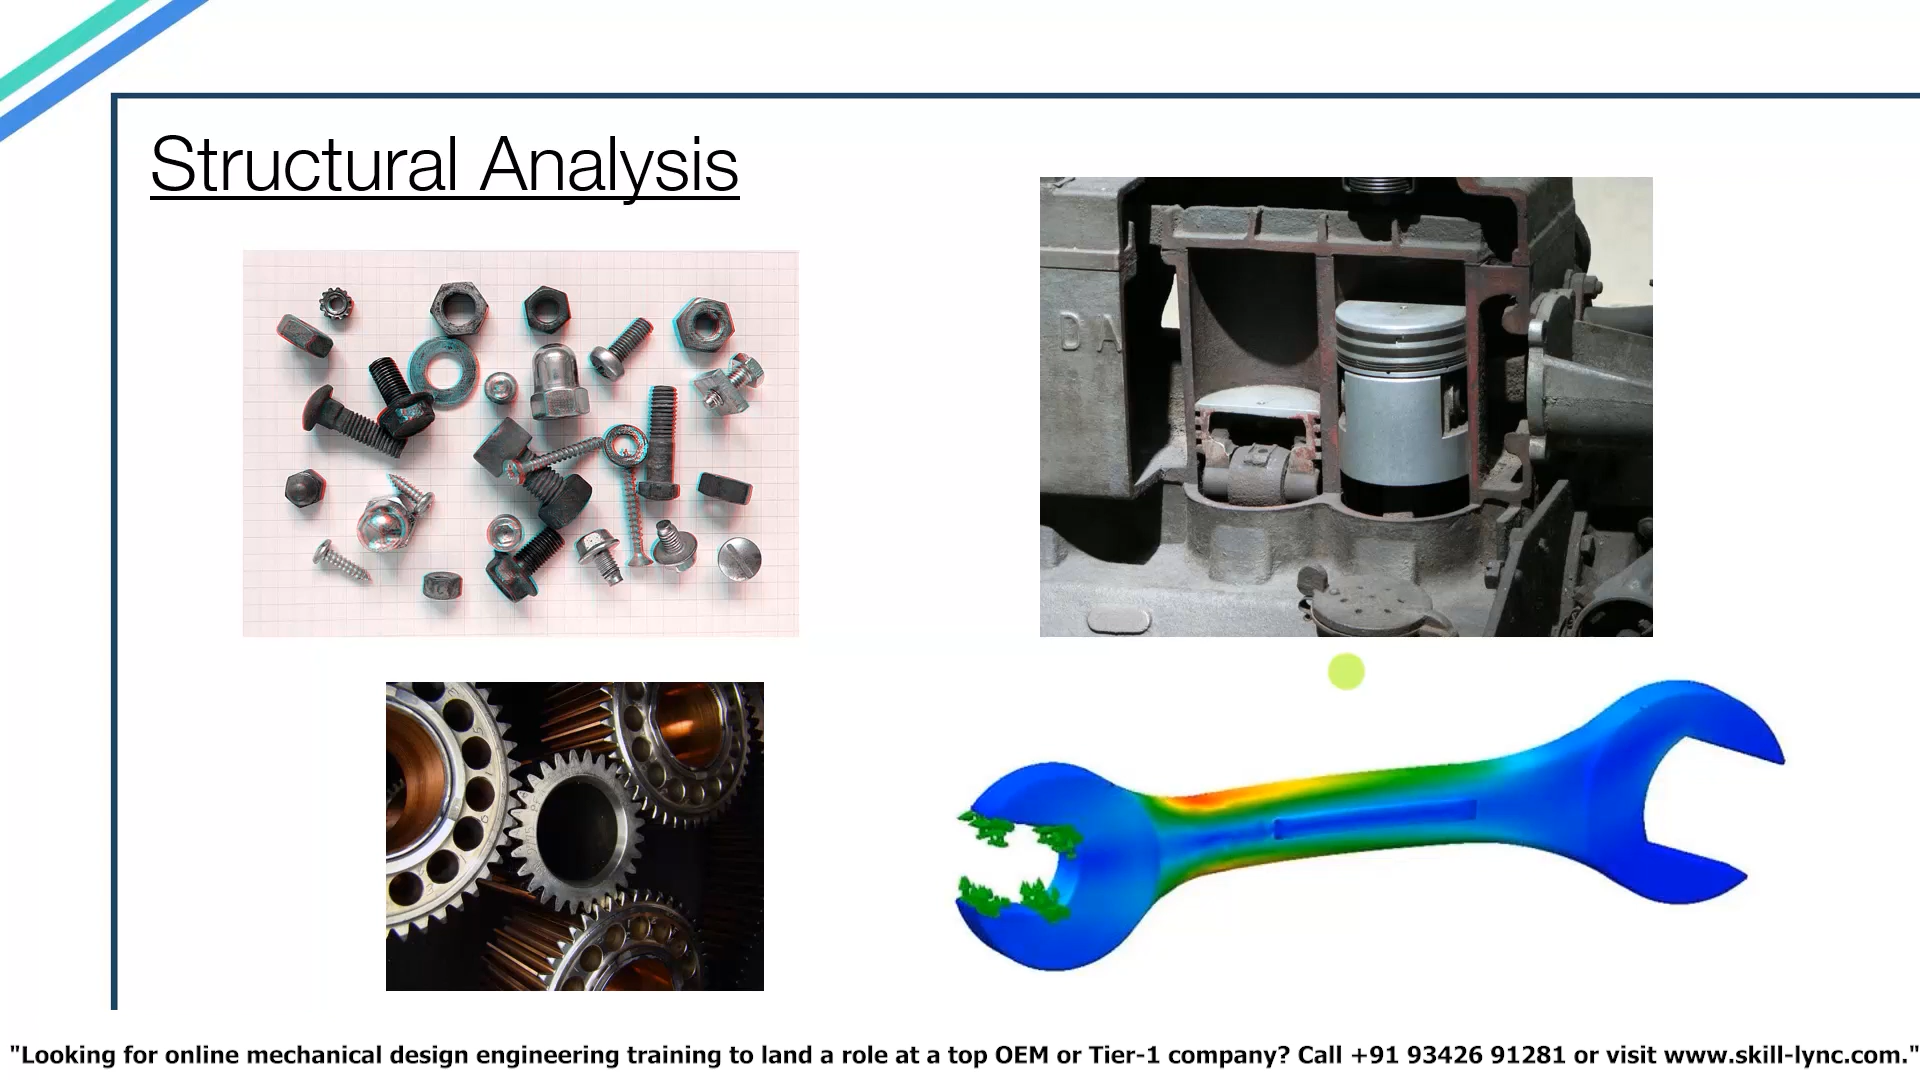 Structural Analysis
DA
"Looking for online mechanical design engineering training to land a role at a top OEM or Tier-1 company? Call +91 93426 91281 or visit www.skill-lync.com."